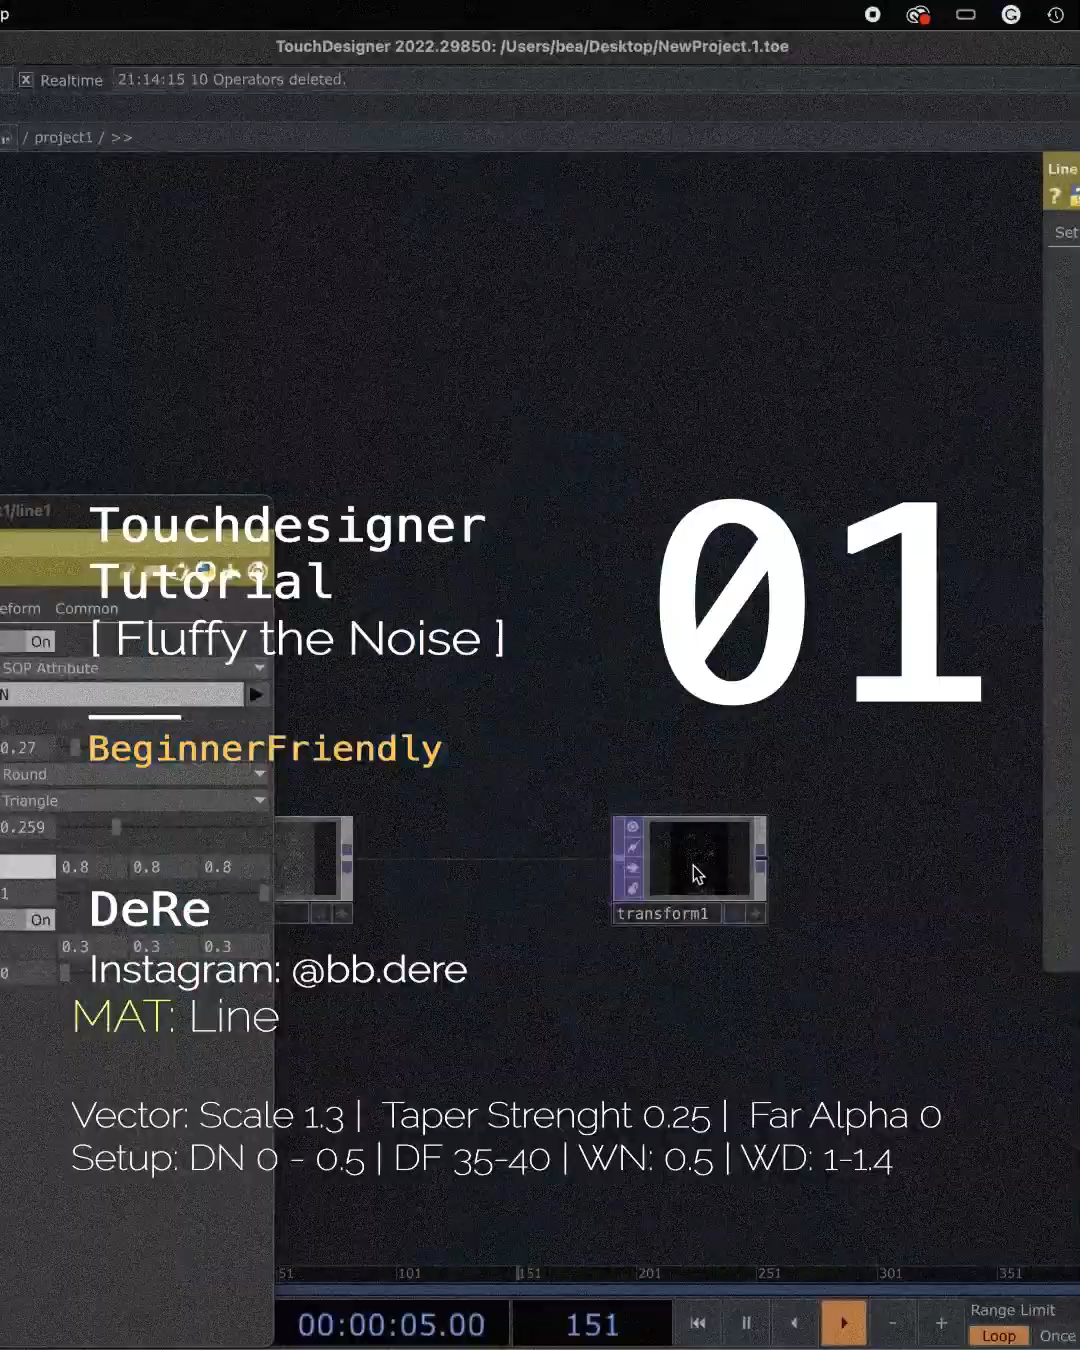 p
TouchDesigner 2022.29850: /Users/bea/Desktop/NewProject.1.toe
Realtime 21:14:15 10 Operators deleted.
/ project1 / >>
Line
?
Set
1/line1
Touchdesigner
Tutorial
[ Fluffy the Noise ]
01
eform Common
On
SOP Attribute
N
BeginnerFriendly
0.27
Round
Triangle
0.259
0.8 0.8 0.8
1
On
DeRe
transform1
0.3 0.3 0.3
0
Instagram: @bb.dere
MAT: Line
Vector: Scale 1.3 | Taper Strenght 0.25 | Far Alpha 0
Setup: DN 0 - 0.5 | DF 35-40 | WN: 0.5 | WD: 1-1.4
51 101 151 201 251 301 351
00:00:05.00 151 - + Range Limit
Loop Once